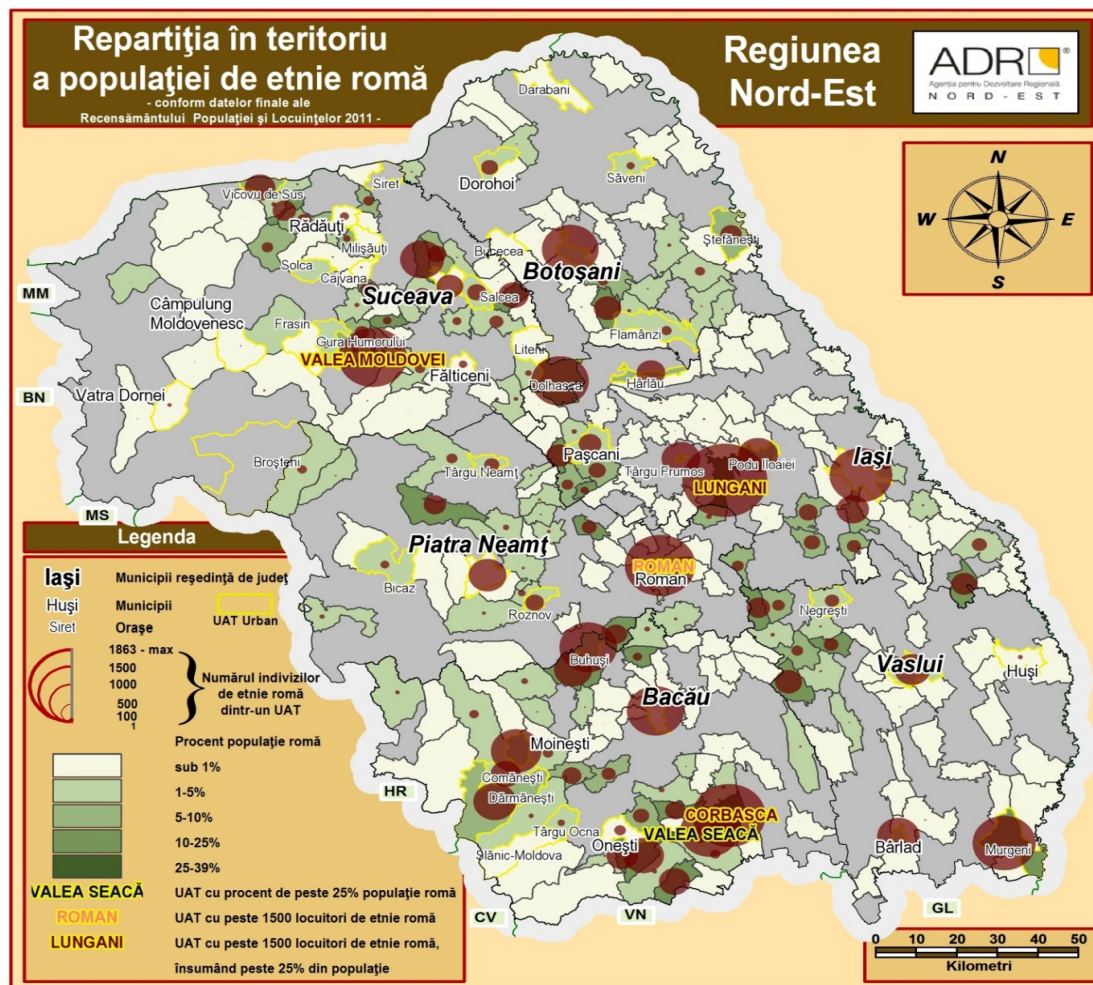 Repartiţia în teritoriu
a populaţiei de etnie romă
- conform datelor finale ale
Recensământului Populaţiei şi Locuinţelor 2011 -
Regiunea
Nord-Est
ADR®
Agenţia pentru Dezvoltare Regională
NORD-EST
N
W E
S
Darabani
Dorohoi
Săveni
Siret
Vicovu de Sus
Rădăuţi
Milişăuţi
Ştefăneşti
Solca
Cajvana
Bucecea
Botoşani
MM
Suceava
Salcea
Câmpulung
Moldovenesc
Frasin
Gura Humorului
Flamânzi
VALEA MOLDOVEI
Liteni
Fălticeni
Dolhasca
Hârlău
BN
Vatra Dornei
Paşcani
Iaşi
Broşteni
Târgu Neamţ
Târgu Frumos
Podu Iloaiei
LUNGANI
MS
Piatra Neamţ
ROMAN
Roman
Bicaz
Roznov
Negreşti
Buhuşi
Vaslui
Huşi
Bacău
Moineşti
Comăneşti
HR
Dărmăneşti
CORBASCA
Târgu Ocna
VALEA SEACĂ
Oneşti
Slănic-Moldova
Bârlad
Murgeni
CV
VN
GL
Legenda
Iaşi Municipii reşedinţă de judeţ
Huşi Municipii
Siret Oraşe
UAT Urban
1863 - max
1500
1000
500
100
1
Numărul indivizilor
de etnie romă
dintr-un UAT
Procent populaţie romă
sub 1%
1-5%
5-10%
10-25%
25-39%
VALEA SEACĂ UAT cu procent de peste 25% populaţie romă
ROMAN UAT cu peste 1500 locuitori de etnie romă
LUNGANI UAT cu peste 1500 locuitori de etnie romă,
însumând peste 25% din populaţie
0 10 20 30 40 50
Kilometri